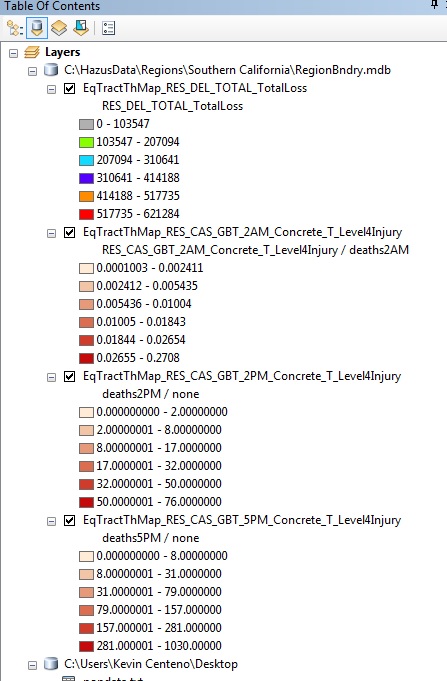 Table Of Contents
Layers
C:\HazusData\Regions\Southern California\RegionBndry.mdb
EqTractThMap_RES_DEL_TOTAL_TotalLoss
RES_DEL_TOTAL_TotalLoss
0 - 103547
103547 - 207094
207094 - 310641
310641 - 414188
414188 - 517735
517735 - 621284
EqTractThMap_RES_CAS_GBT_2AM_Concrete_T_Level4Injury
RES_CAS_GBT_2AM_Concrete_T_Level4Injury / deaths2AM
0.0001003 - 0.002411
0.002412 - 0.005435
0.005436 - 0.01004
0.01005 - 0.01843
0.01844 - 0.02654
0.02655 - 0.2708
EqTractThMap_RES_CAS_GBT_2PM_Concrete_T_Level4Injury
deaths2PM / none
0.000000000 - 2.00000000
2.00000001 - 8.00000000
8.00000001 - 17.0000000
17.0000001 - 32.0000000
32.0000001 - 50.0000000
50.0000001 - 76.0000000
EqTractThMap_RES_CAS_GBT_5PM_Concrete_T_Level4Injury
deaths5PM / none
0.000000000 - 8.00000000
8.00000001 - 31.0000000
31.0000001 - 79.0000000
79.0000001 - 157.000000
157.000001 - 281.000000
281.000001 - 1030.00000
C:\Users\Kevin Centeno\Desktop